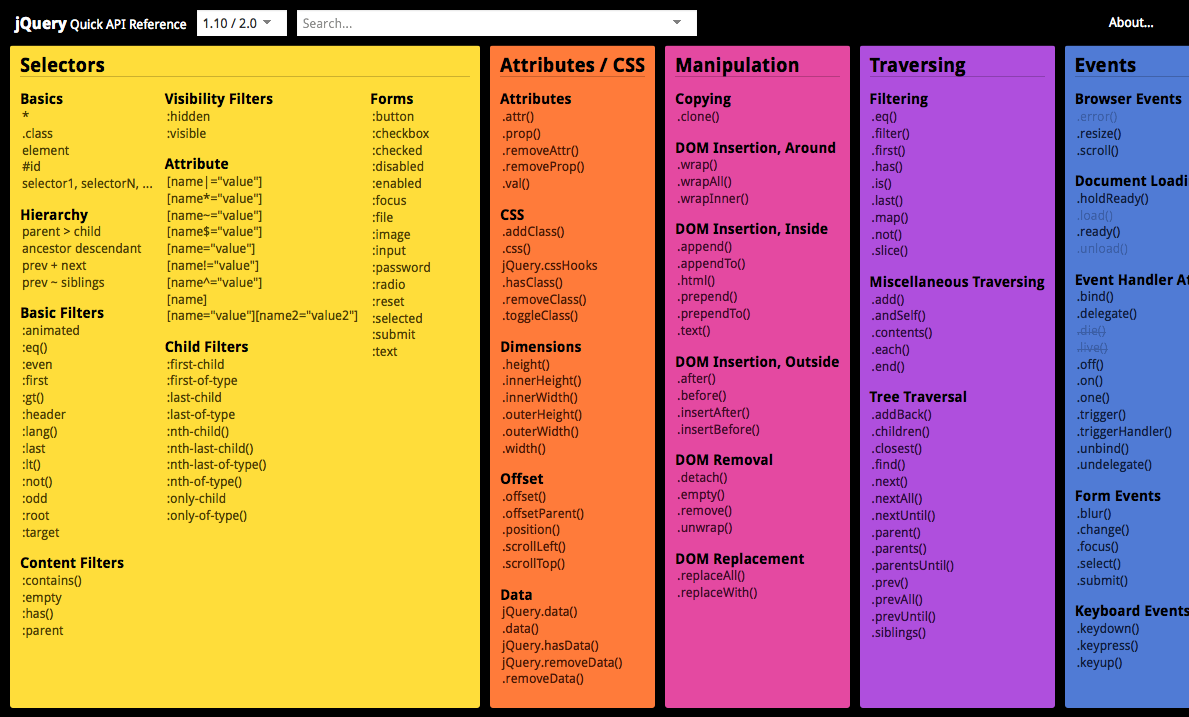 jQuery Quick API Reference
1.10 / 2.0
Search...
About...
Selectors
Basics
*
.class
element
#id
selector1, selectorN, ...
Hierarchy
parent > child
ancestor descendant
prev + next
prev ~ siblings
Basic Filters
:animated
:eq()
:even
:first
:gt()
:header
:lang()
:last
:lt()
:not()
:odd
:root
:target
Content Filters
:contains()
:empty
:has()
:parent
Visibility Filters
:hidden
:visible
Attribute
[name|="value"]
[name*="value"]
[name~="value"]
[name$="value"]
[name="value"]
[name!="value"]
[name^="value"]
[name]
[name="value"][name2="value2"]
Child Filters
:first-child
:first-of-type
:last-child
:last-of-type
:nth-child()
:nth-last-child()
:nth-last-of-type()
:nth-of-type()
:only-child
:only-of-type()
Forms
:button
:checkbox
:checked
:disabled
:enabled
:focus
:file
:image
:input
:password
:radio
:reset
:selected
:submit
:text
Attributes / CSS
Attributes
.attr()
.prop()
.removeAttr()
.removeProp()
.val()
CSS
.addClass()
.css()
jQuery.cssHooks
.hasClass()
.removeClass()
.toggleClass()
Dimensions
.height()
.innerHeight()
.innerWidth()
.outerHeight()
.outerWidth()
.width()
Offset
.offset()
.offsetParent()
.position()
.scrollLeft()
.scrollTop()
Data
jQuery.data()
.data()
jQuery.hasData()
jQuery.removeData()
.removeData()
Manipulation
Copying
.clone()
DOM Insertion, Around
.wrap()
.wrapAll()
.wrapInner()
DOM Insertion, Inside
.append()
.appendTo()
.html()
.prepend()
.prependTo()
.text()
DOM Insertion, Outside
.after()
.before()
.insertAfter()
.insertBefore()
DOM Removal
.detach()
.empty()
.remove()
.unwrap()
DOM Replacement
.replaceAll()
.replaceWith()
Traversing
Filtering
.eq()
.filter()
.first()
.has()
.is()
.last()
.map()
.not()
.slice()
Miscellaneous Traversing
.add()
.andSelf()
.contents()
.each()
.end()
Tree Traversal
.addBack()
.children()
.closest()
.find()
.next()
.nextAll()
.nextUntil()
.parent()
.parents()
.parentsUntil()
.prev()
.prevAll()
.prevUntil()
.siblings()
Events
Browser Events
.error()
.resize()
.scroll()
Document Loadi
.holdReady()
.load()
.ready()
.unload()
Event Handler At
.bind()
.delegate()
.die()
.live()
.off()
.on()
.one()
.trigger()
.triggerHandler()
.unbind()
.undelegate()
Form Events
.blur()
.change()
.focus()
.select()
.submit()
Keyboard Events
.keydown()
.keypress()
.keyup()